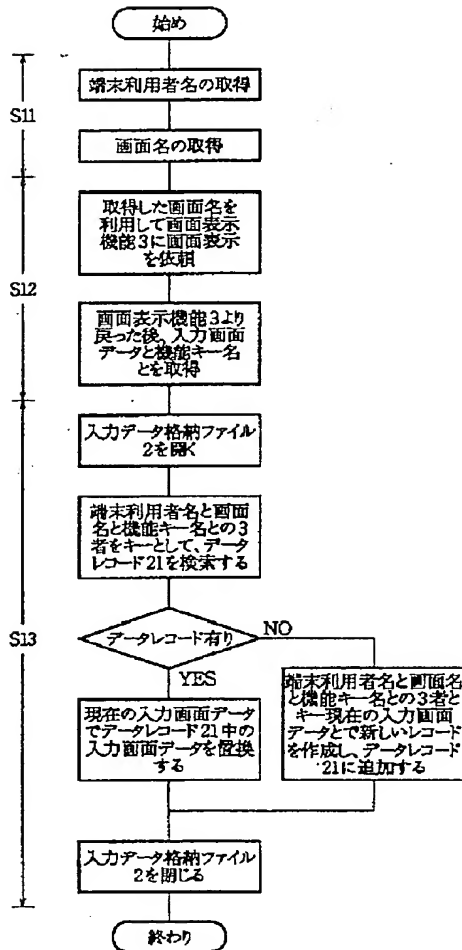 始め
S11
端末利用者名の取得
画面名の取得
S12
取得した画面名を
利用して画面表示
機能3に画面表示
を依頼
画面表示機能3より
戻った後、入力画面
データと機能キー名
とを取得
S13
入力データ格納ファイル
2を開く
端末利用者名と画面
名と機能キー名との3
者をキーとして、データ
レコード21を検索する
データレコード有り
NO
YES
現在の入力画面データ
でデータレコード21中の
入力画面データを置換
する
端末利用者名と画面名
と機能キー名との3者と
キー現在の入力画面
データとで新しいレコード
を作成し、データレコード
21に追加する
入力データ格納ファイル
2を閉じる
終わり